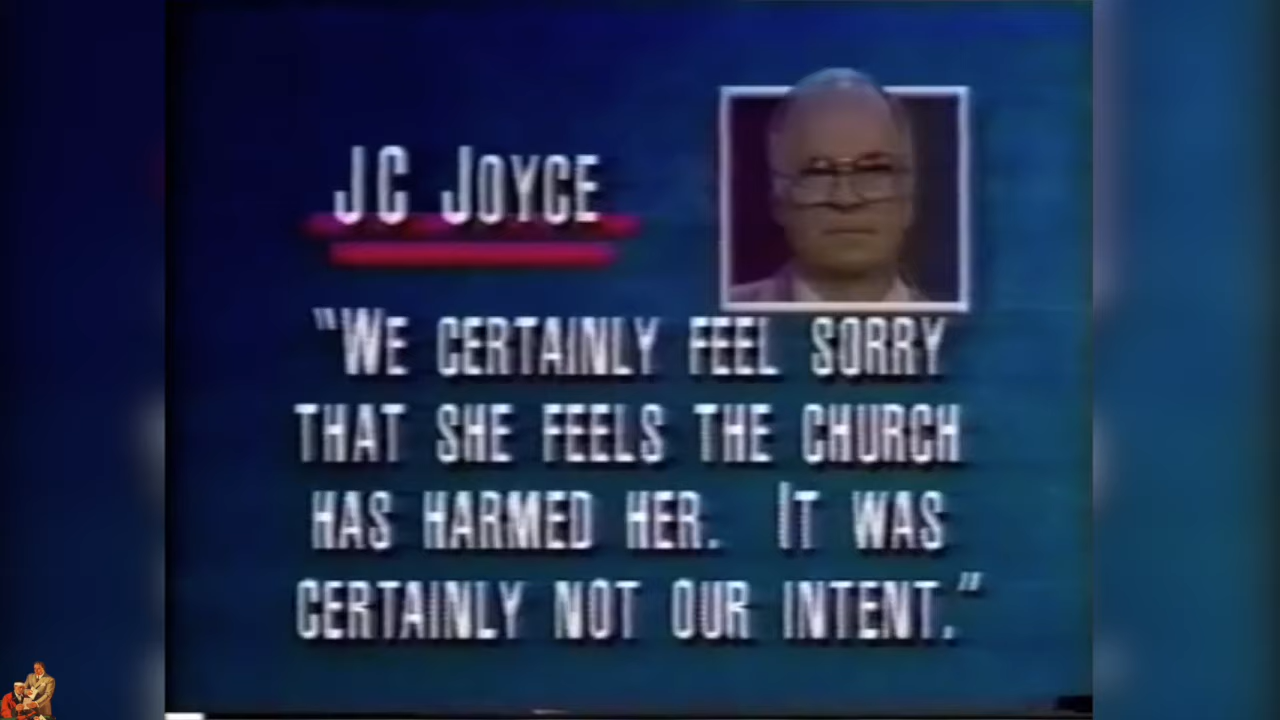 JC JOYCE
“WE CERTAINLY FEEL SORRY
THAT SHE FEELS THE CHURCH
HAS HARMED HER. IT WAS
CERTAINLY NOT OUR INTENT.”